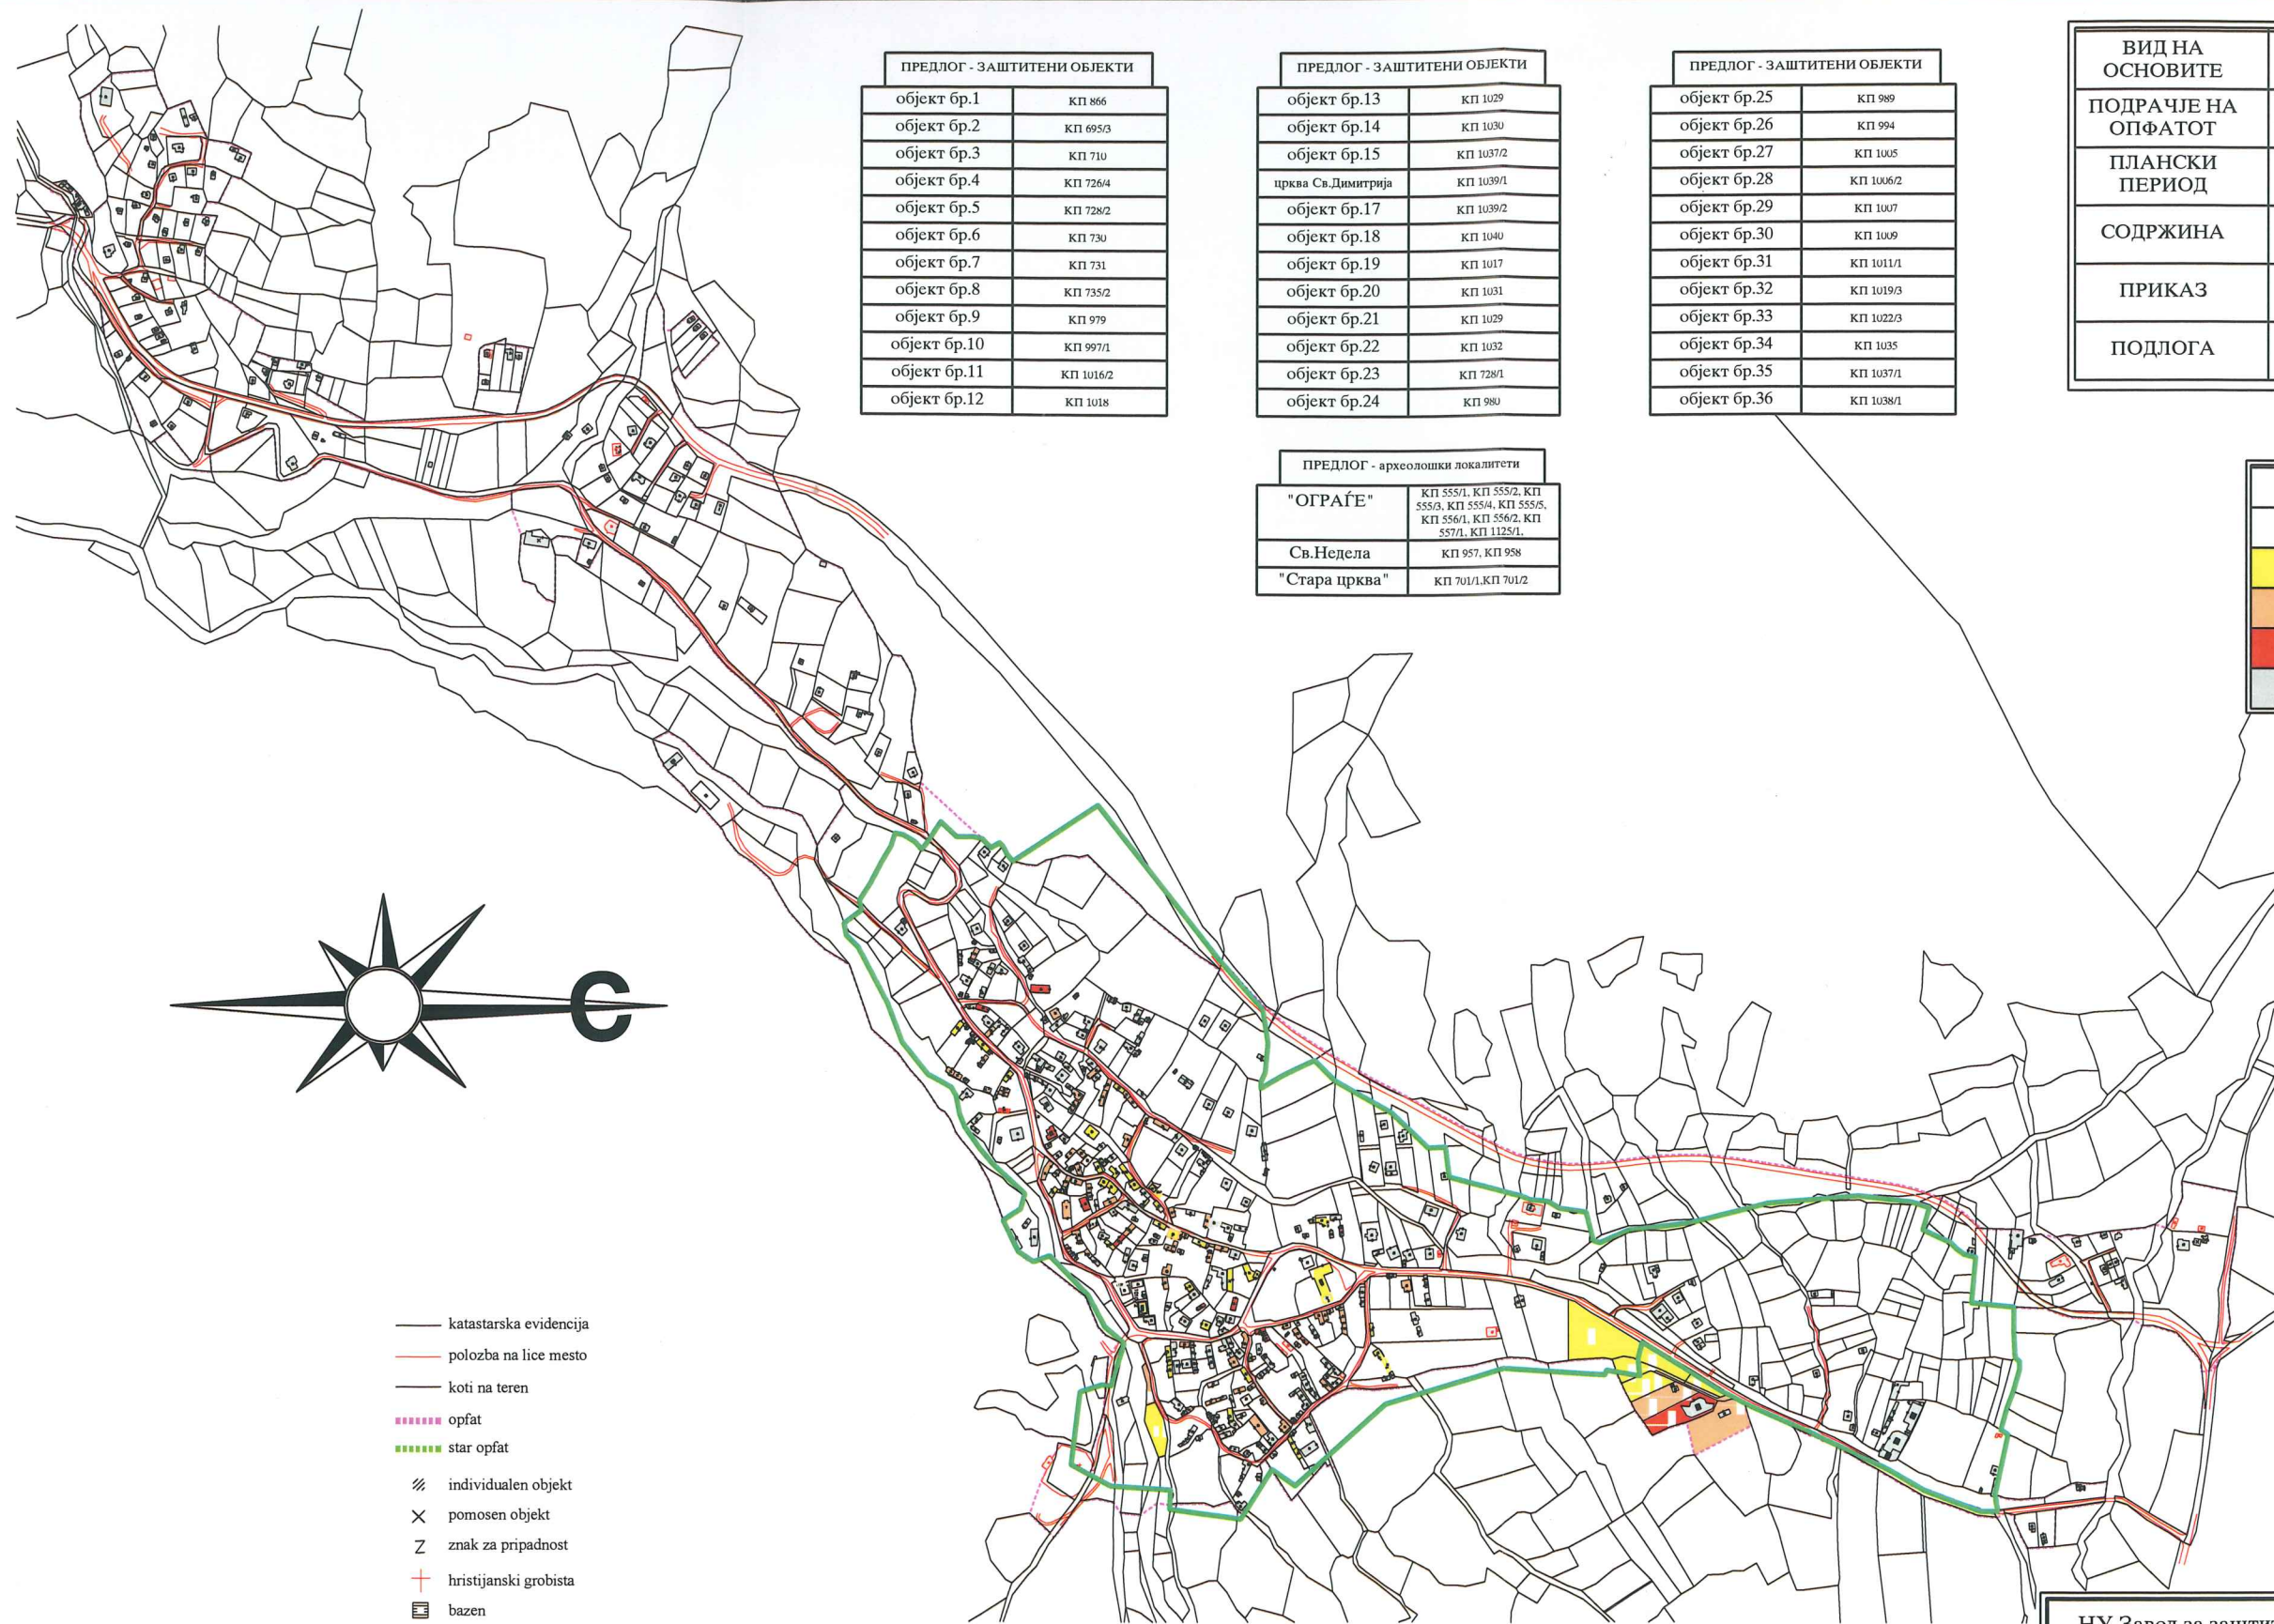 ПРЕДЛОГ - ЗАШТИТЕНИ ОБЈЕКТИ
објект бр.1 КП 866
објект бр.2 КП 695/3
објект бр.3 КП 710
објект бр.4 КП 726/4
објект бр.5 КП 728/2
објект бр.6 КП 730
објект бр.7 КП 731
објект бр.8 КП 735/2
објект бр.9 КП 979
објект бр.10 КП 997/1
објект бр.11 КП 1016/2
објект бр.12 КП 1018
ПРЕДЛОГ - ЗАШТИТЕНИ ОБЈЕКТИ
објект бр.13 КП 1029
објект бр.14 КП 1030
објект бр.15 КП 1037/2
црква Св.Димитрија КП 1039/1
објект бр.17 КП 1039/2
објект бр.18 КП 1040
објект бр.19 КП 1017
објект бр.20 КП 1031
објект бр.21 КП 1029
објект бр.22 КП 1032
објект бр.23 КП 728/1
објект бр.24 КП 980
ПРЕДЛОГ - ЗАШТИТЕНИ ОБЈЕКТИ
објект бр.25 КП 989
објект бр.26 КП 994
објект бр.27 КП 1005
објект бр.28 КП 1006/2
објект бр.29 КП 1007
објект бр.30 КП 1009
објект бр.31 КП 1011/1
објект бр.32 КП 1019/3
објект бр.33 КП 1022/3
објект бр.34 КП 1035
објект бр.35 КП 1037/1
објект бр.36 КП 1038/1
ВИД НА
ОСНОВИТЕ
ПОДРАЧЈЕ НА
ОПФАТОТ
ПЛАНСКИ
ПЕРИОД
СОДРЖИНА
ПРИКАЗ
ПОДЛОГА
ПРЕДЛОГ - археолошки локалитети
"ОГРАЃЕ" КП 555/1, КП 555/2, КП
555/3, КП 555/4, КП 555/5,
КП 556/1, КП 556/2, КП
557/1, КП 1125/1,
Св.Недела КП 957, КП 958
"Стара црква" КП 701/1,КП 701/2
С
katastarska evidencija
polozba na lice mesto
koti na teren
opfat
star opfat
individualen objekt
pomosen objekt
Z znak za pripadnost
hristijanski grobista
bazen
НУ Завод за заштит